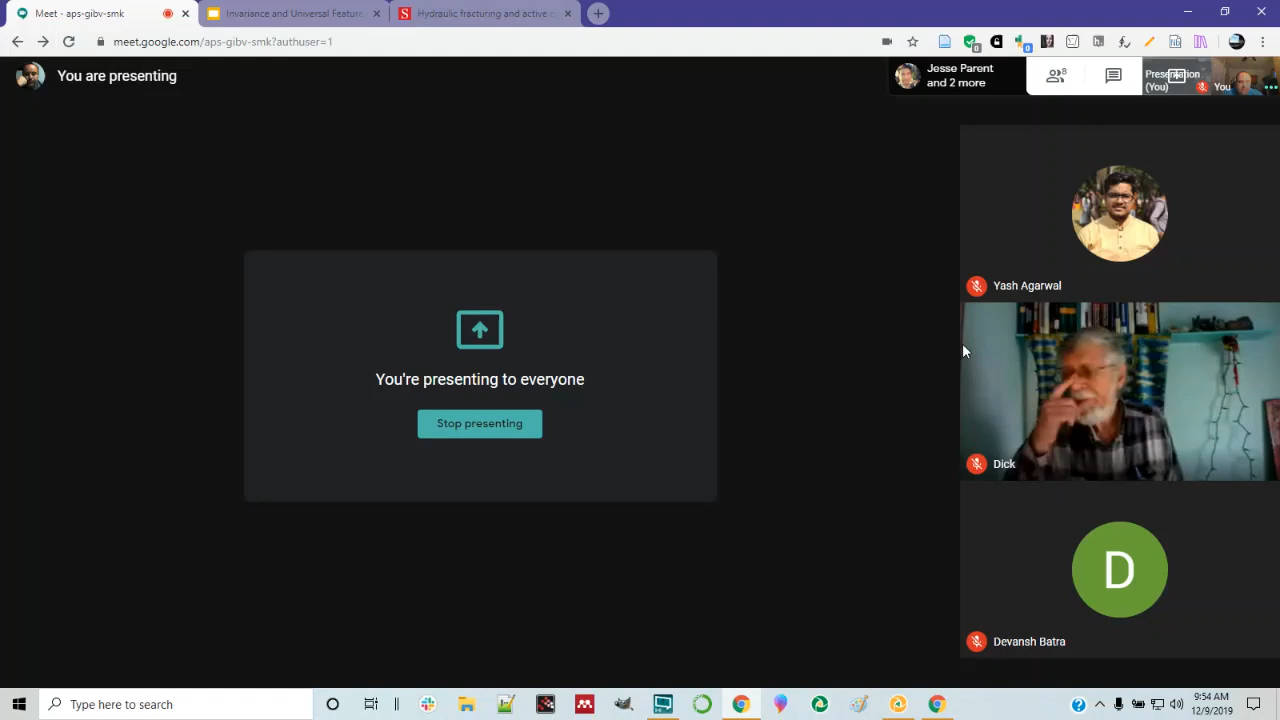 Meet - aps-gibv-smk
Invariance and Universal Feature
Hydraulic fracturing and active c
meet.google.com/aps-gibv-smk?authuser=1
You are presenting
Jesse Parent
and 2 more
8
Presentation
(You)
You
Yash Agarwal
You're presenting to everyone
Stop presenting
Dick
D
Devansh Batra
Type here to search
9:54 AM
12/9/2019